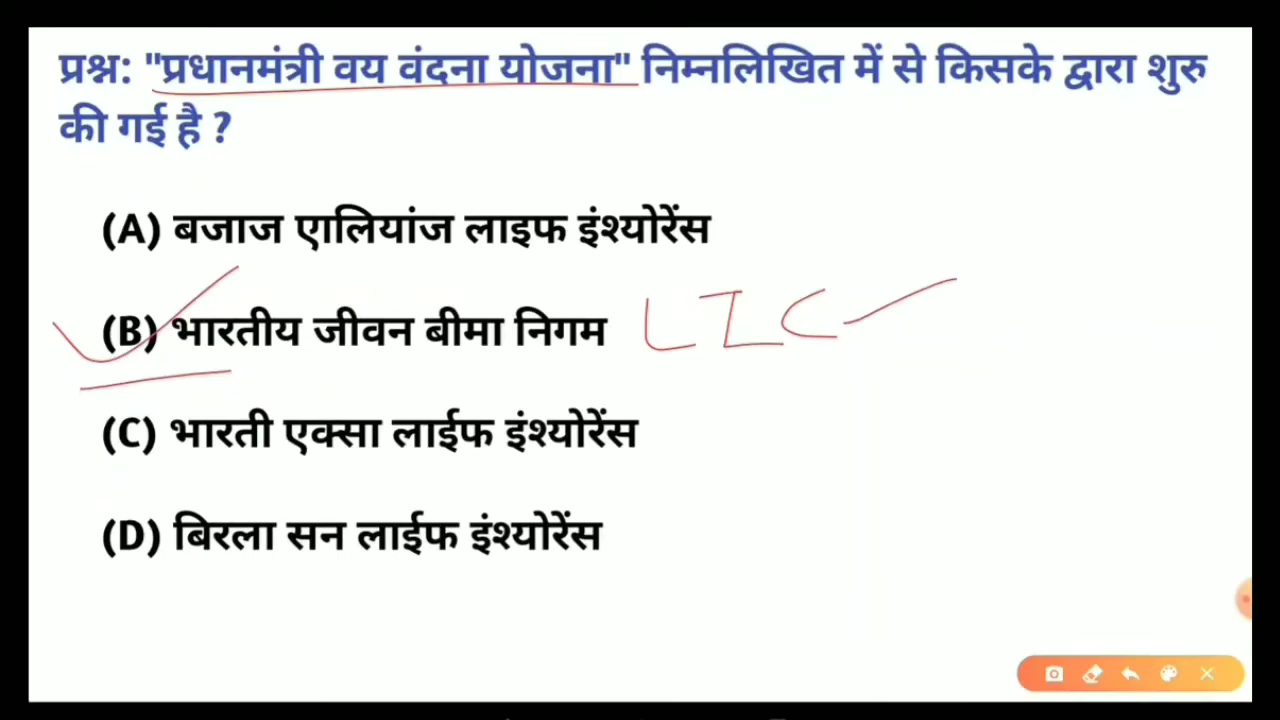 प्रश्न: "प्रधानमंत्री वय वंदना योजना" निम्नलिखित में से किसके द्वारा शुरु
की गई है ?
(A) बजाज एालियांज लाइफ इंश्योरेंस
(B) भारतीय जीवन बीमा निगम LIC
(C) भारती एक्सा लाईफ इंश्योरेंस
(D) बिरला सन लाईफ इंश्योरेंस